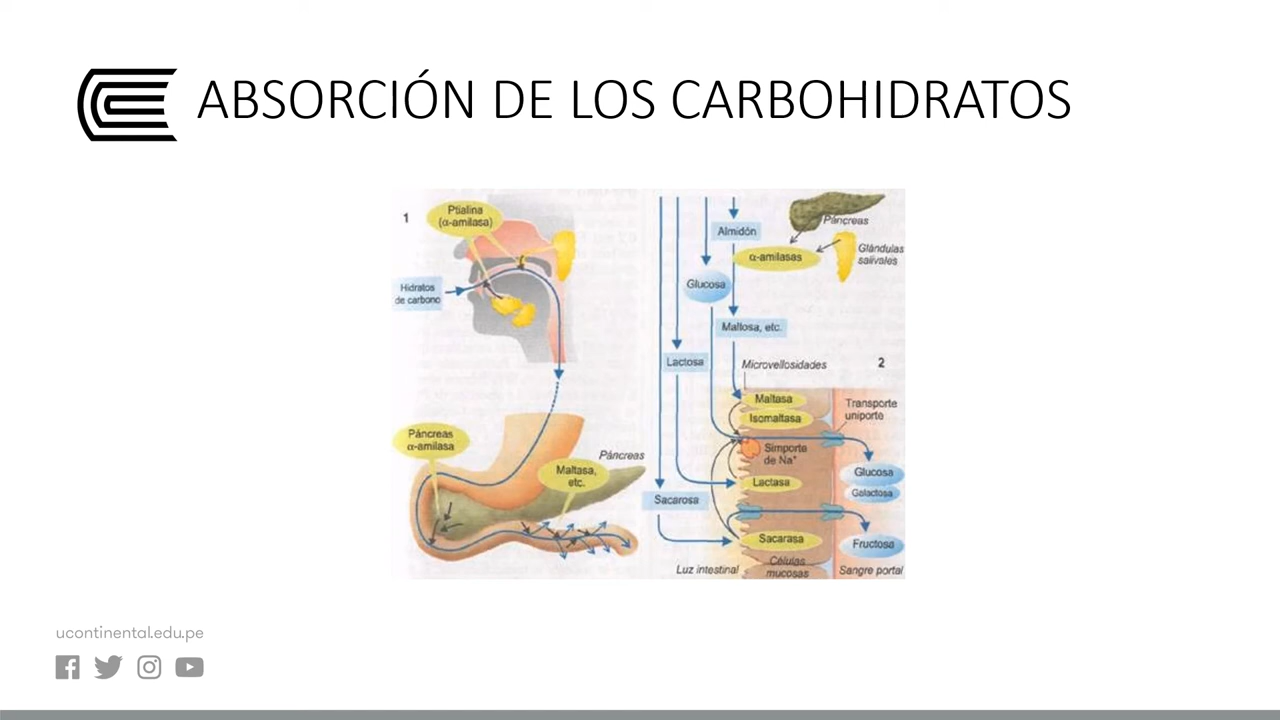 ABSORCIÓN DE LOS CARBOHIDRATOS
1
Ptialina
(α-amilasa)
Hidratos
de carbono
Páncreas
α-amilasa
Maltasa,
etc.
Páncreas
Almidón
Páncreas
α-amilasas
Glándulas
salivales
Glucosa
Maltosa, etc.
2
Lactosa
Microvellosidades
Maltasa
Isomaltasa
Transporte
uniporte
Simporte
de Na⁺
Lactasa
Glucosa
Galactosa
Sacarosa
Sacarasa
Fructosa
Luz intestinal
Células
mucosas
Sangre portal
ucontinental.edu.pe